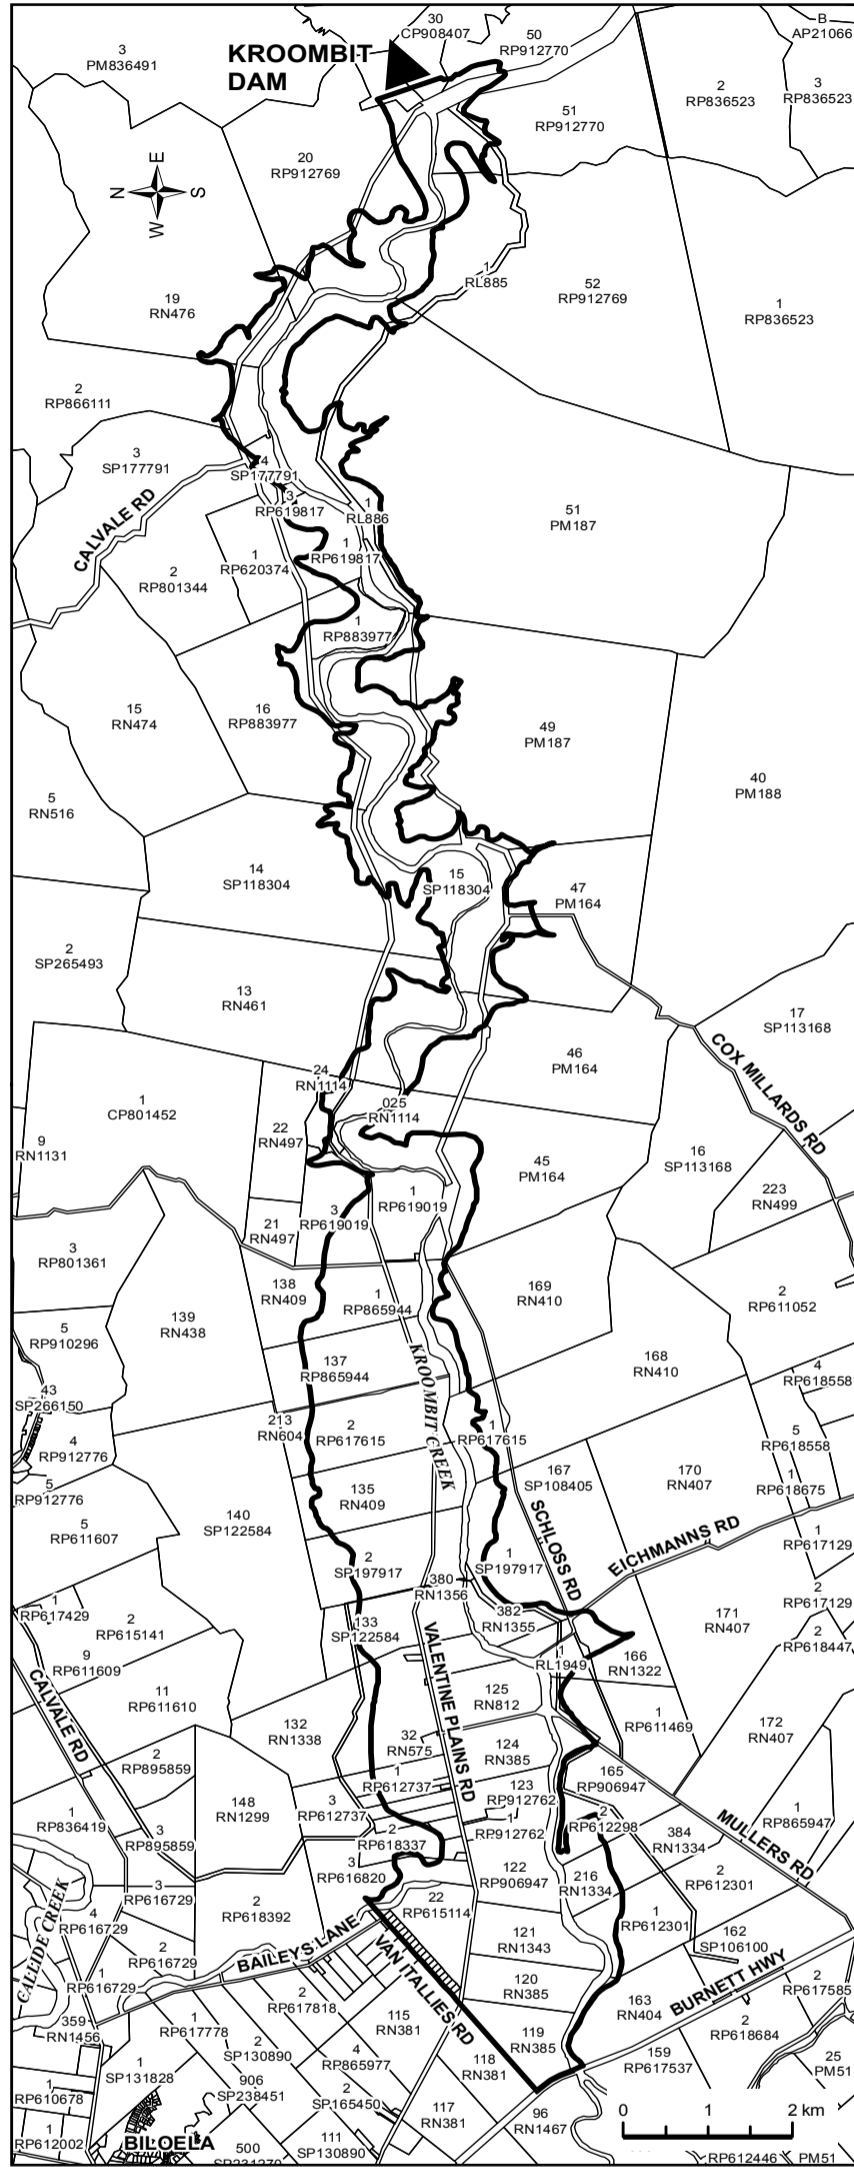 30
CP908407
50
RP912770
B
AP21066
3
PM836491
KROOMBIT
DAM
2
RP836523
3
RP836523
51
RP912770
20
RP912769
E
N
S
W
1
RL885
52
RP912769
19
RN476
1
RP836523
2
RP866111
3
SP177791
4
SP177791
3
RP619817
1
RL886
51
PM187
CALVALE RD
1
RP619817
1
RP620374
2
RP801344
1
RP883977
15
RN474
16
RP883977
49
PM187
40
PM188
5
RN516
14
SP118304
15
SP118304
47
PM164
2
SP265493
13
RN461
17
SP113168
COX MILLARDS RD
46
PM164
24
RN1114
025
RN1114
1
CP801452
22
RN497
9
RN1131
45
PM164
16
SP113168
223
RN499
1
RP619019
3
RP619019
21
RN497
3
RP801361
138
RN409
1
RP865944
169
RN410
2
RP611052
139
RN438
5
RP910296
137
RP865944
KROOMBIT CREEK
168
RN410
4
RP618558
43
SP266150
213
RN604
2
RP617615
1
RP617615
5
RP618558
4
RP912776
167
SP108405
170
RN407
1
RP618675
5
RP912776
135
RN409
5
RP611607
140
SP122584
SCHLOSS RD
EICHMANNS RD
1
RP617129
2
SP197917
1
SP197917
380
RN1356
2
RP617129
1
RP617429
2
RP615141
133
SP122584
382
RN1355
171
RN407
2
RP618447
9
RP611609
VALENTINE PLAINS RD
1
RL1949
166
RN1322
CALVALE RD
11
RP611610
125
RN812
132
RN1338
1
RP611469
172
RN407
32
RN575
124
RN385
2
RP895859
1
RP612737
165
RP906947
123
RP912762
148
RN1299
3
RP612737
1
RP836419
1
RP912762
2
RP612298
MULLERS RD
1
RP865947
3
RP895859
2
RP618337
384
RN1334
3
RP616820
122
RP906947
216
RN1334
2
RP612301
3
RP616729
CALLIDE CREEK
4
RP616729
2
RP618392
22
RP615114
1
RP612301
BAILEYS LANE
VAN ITALLIES RD
121
RN1343
162
SP106100
2
RP616729
1
RP616729
120
RN385
BURNETT HWY
2
RP617585
2
RP617818
115
RN381
163
RN404
359
RN1456
1
RP617778
2
RP618684
2
SP130890
119
RN385
4
RP865977
118
RN381
159
RP617537
25
PM51
1
SP131828
1
RP610678
906
SP238451
2
SP165450
117
RN381
96
RN1467
0
1
2 km
1
RP612002
BILOELA
111
SP130890
500
RP612446
PM51